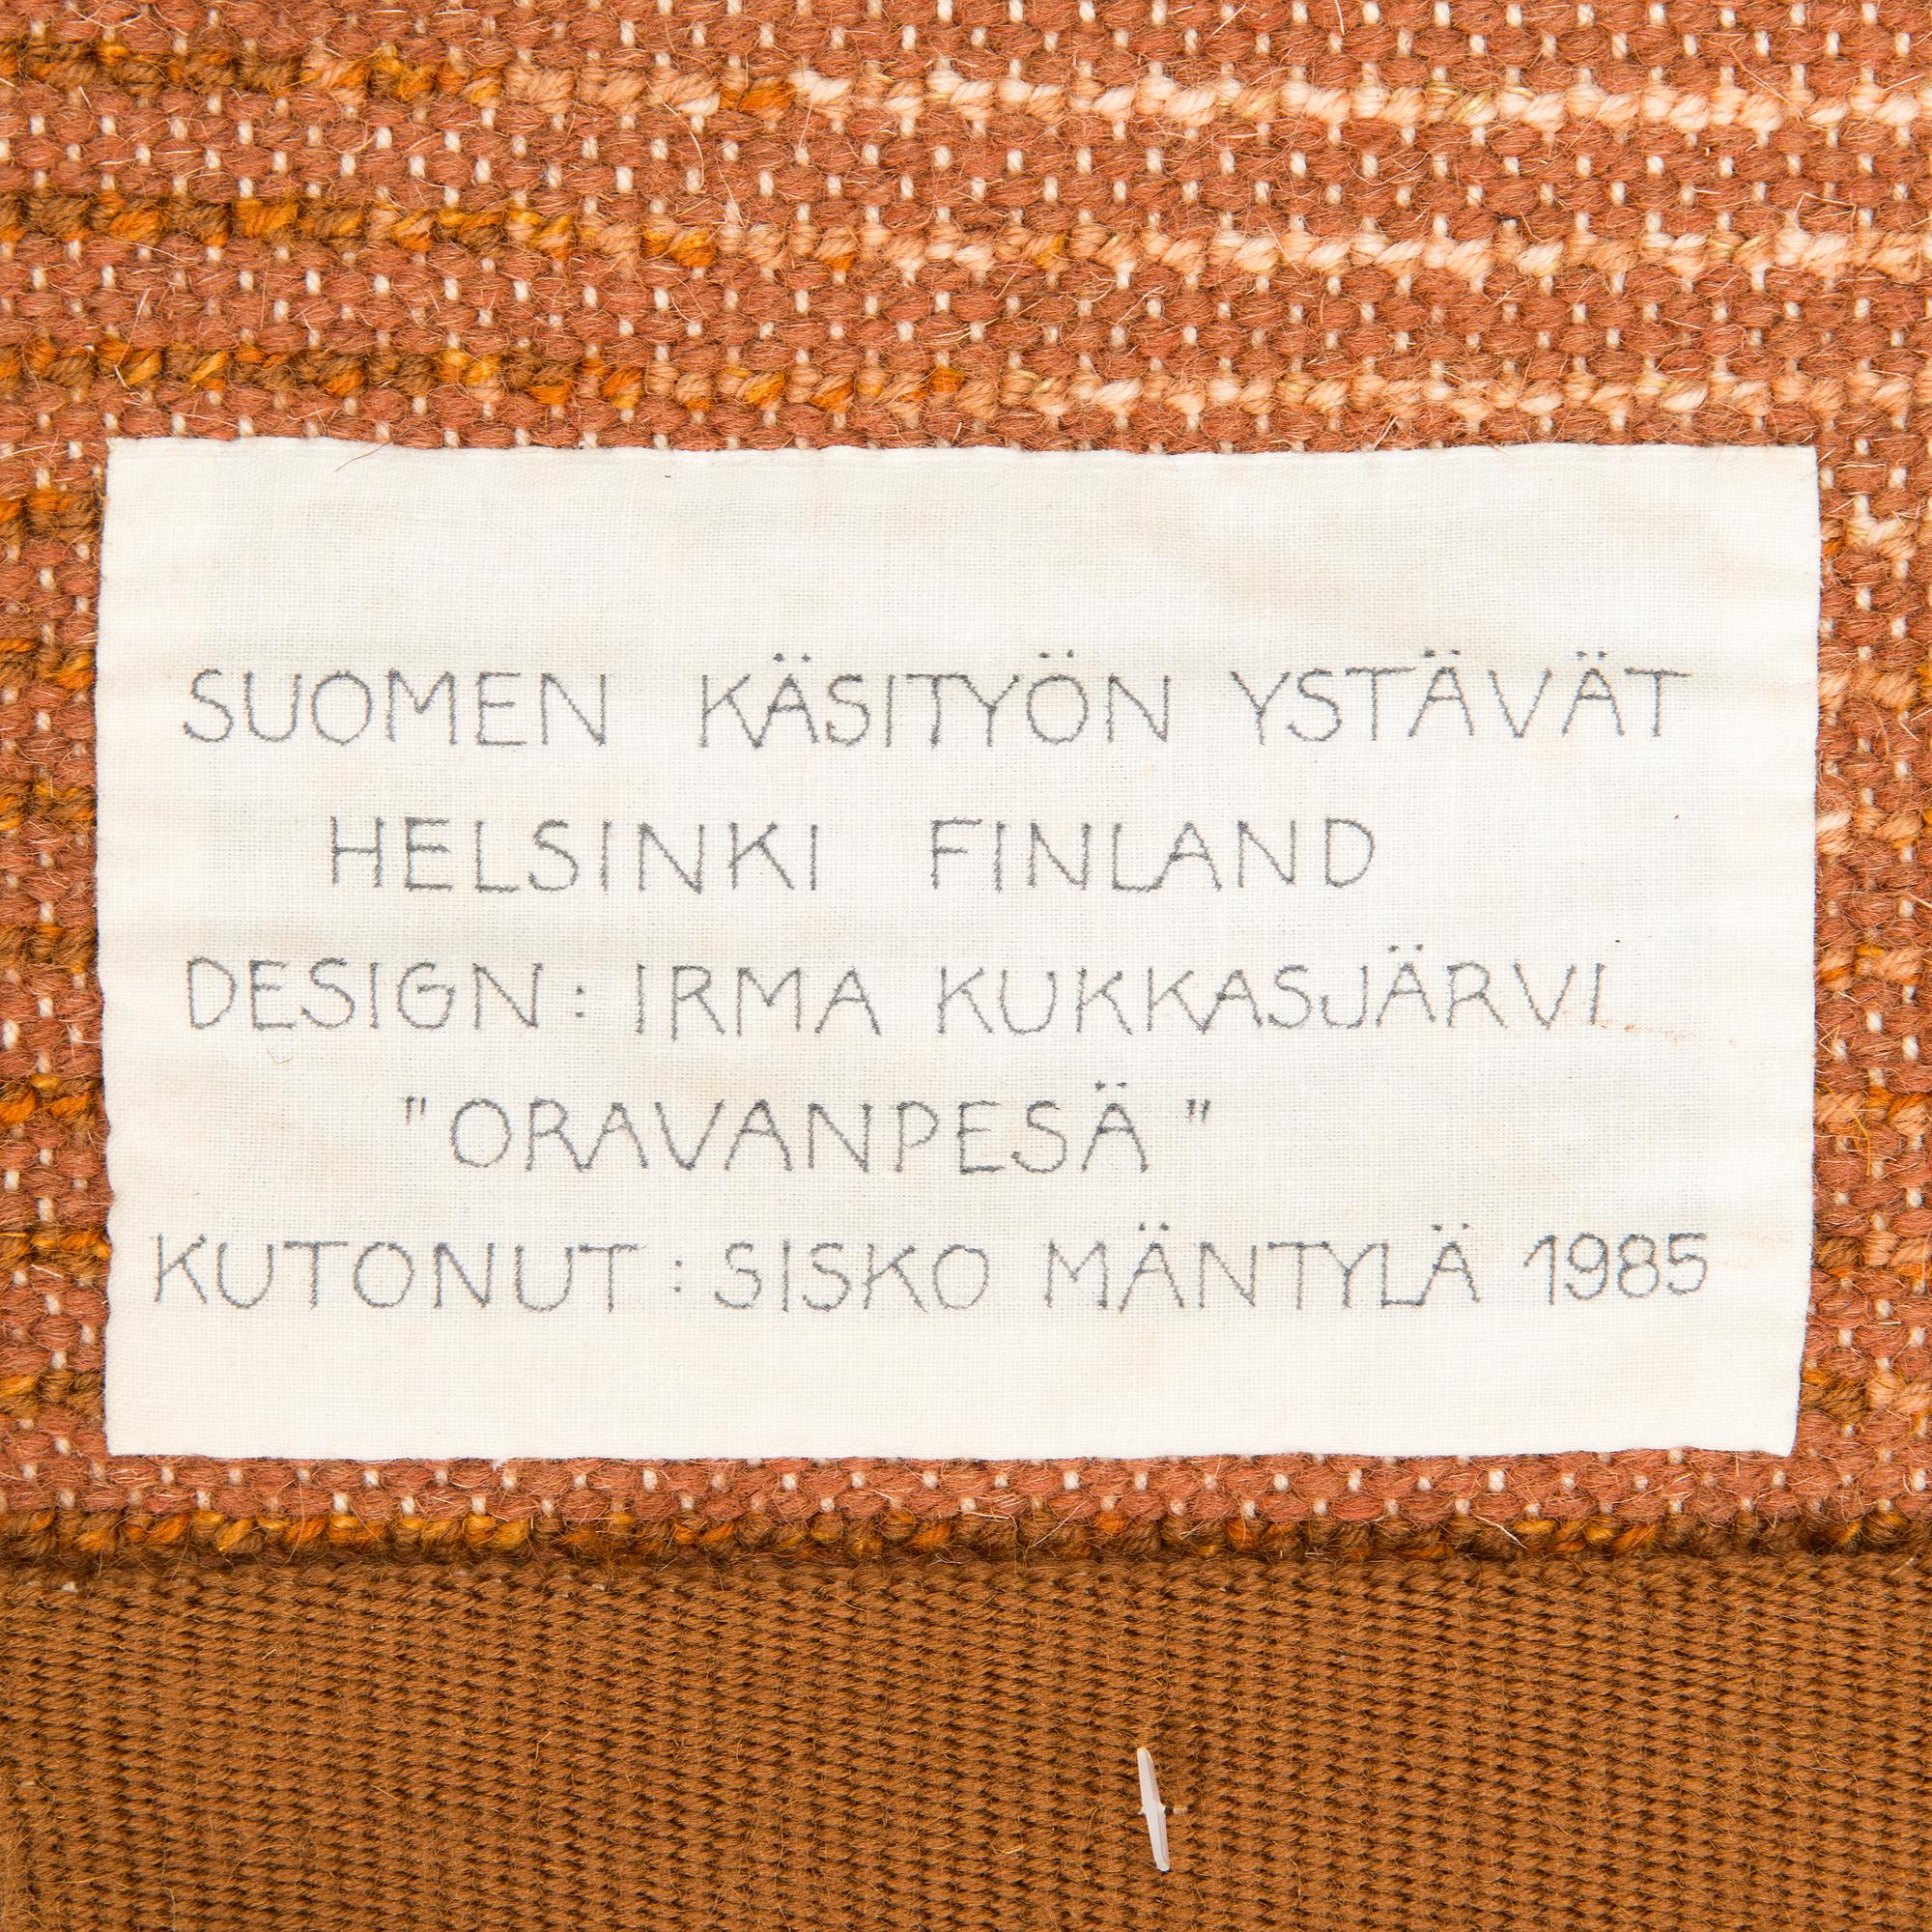 SUOMEN KÄSITYÖN YSTÄVÄT
HELSINKI FINLAND
DESIGN: IRMA KUKKASJÄRVI
"ORAVANPESÄ"
KUTONUT: SISKO MÄNTYLÄ 1985